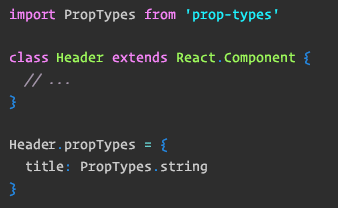 import PropTypes from 'prop-types'
class Header extends React.Component {
// ...
}
Header.propTypes = {
title: PropTypes.string
}